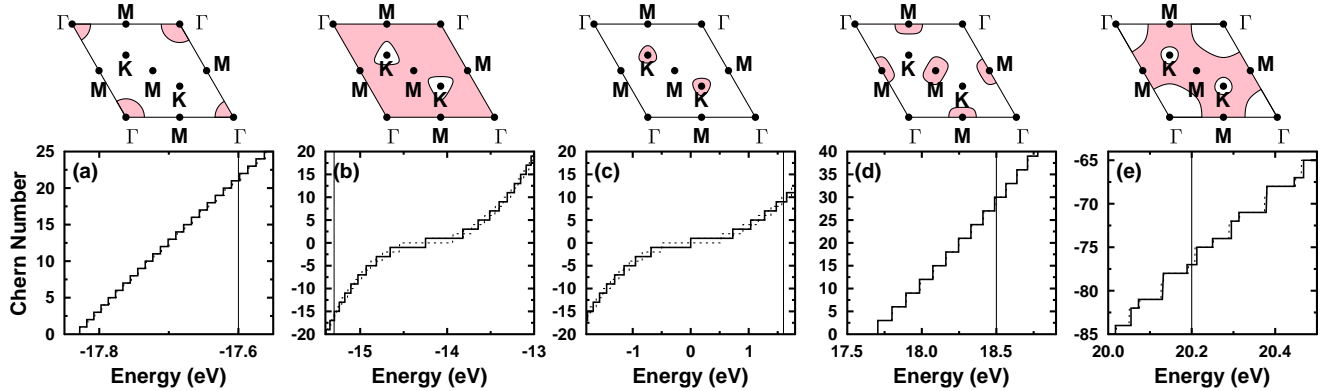 Γ M Γ M M K M K Γ M Γ
Γ M Γ M K M M K Γ M Γ
Γ M Γ M K M M K Γ M Γ
Γ M Γ M M M K Γ M Γ
Γ M Γ M K M M K Γ M Γ
Chern Number
(a)
25
20
15
10
5
0
-17.8 -17.6
Energy (eV)
(b)
20
15
10
5
0
-5
-10
-15
-20
-15 -14 -13
Energy (eV)
(c)
20
15
10
5
0
-5
-10
-15
20
-1 0 1
Energy (eV)
(d)
40
35
30
25
20
15
10
5
0
17.5 18.0 18.5
Energy (eV)
(e)
-65
-70
-75
-80
-85
20.0 20.2 20.4
Energy (eV)